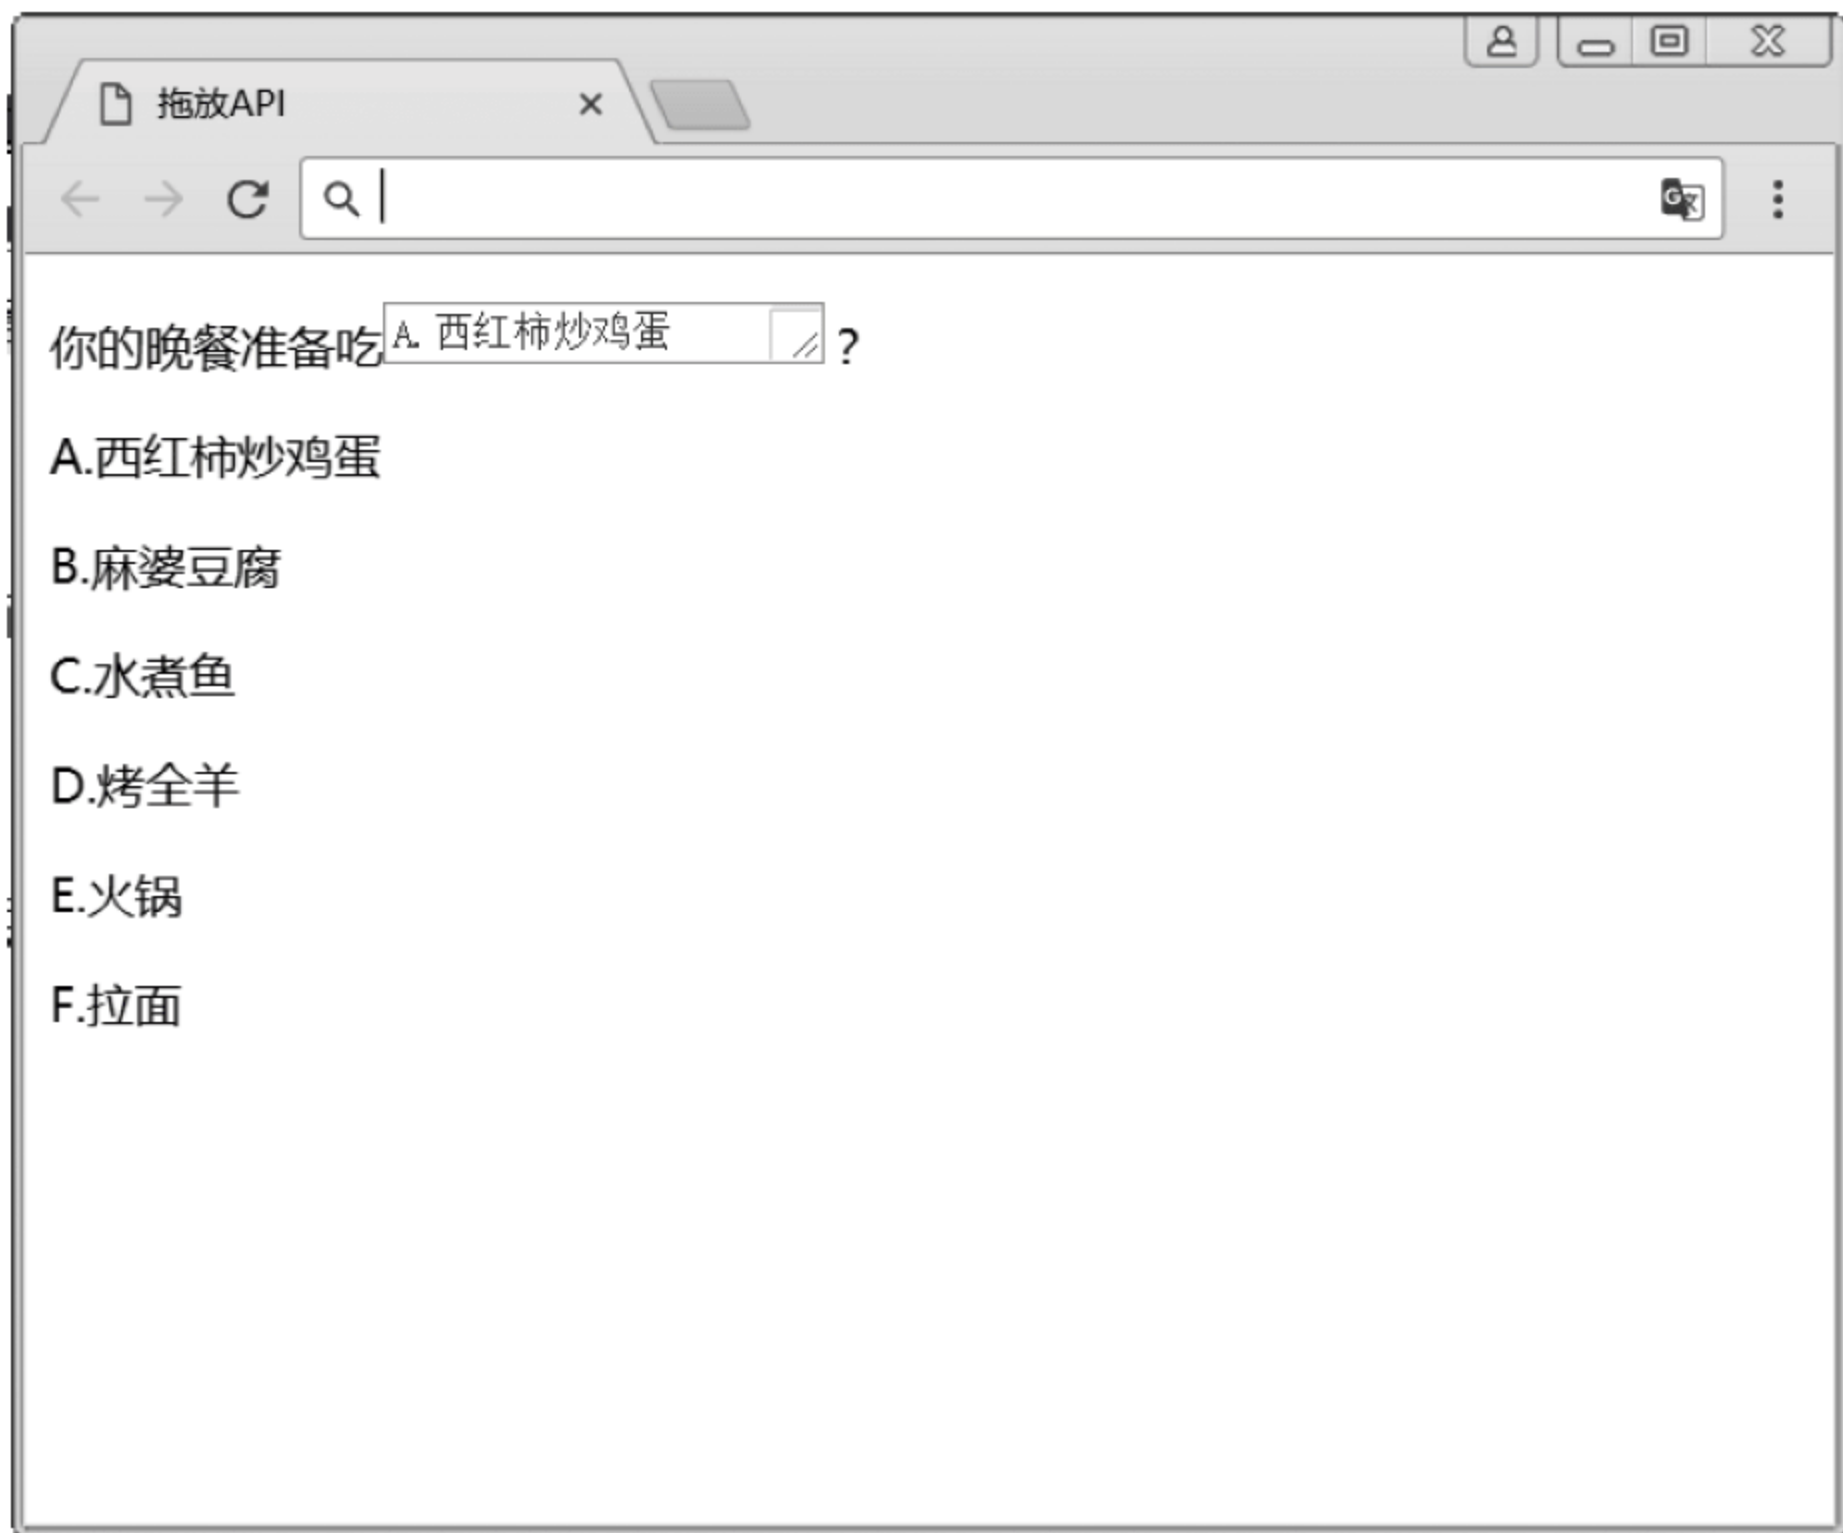 拖放API
你的晚餐准备吃 A. 西红柿炒鸡蛋 ?
A.西红柿炒鸡蛋
B.麻婆豆腐
C.水煮鱼
D.烤全羊
E.火锅
F.拉面